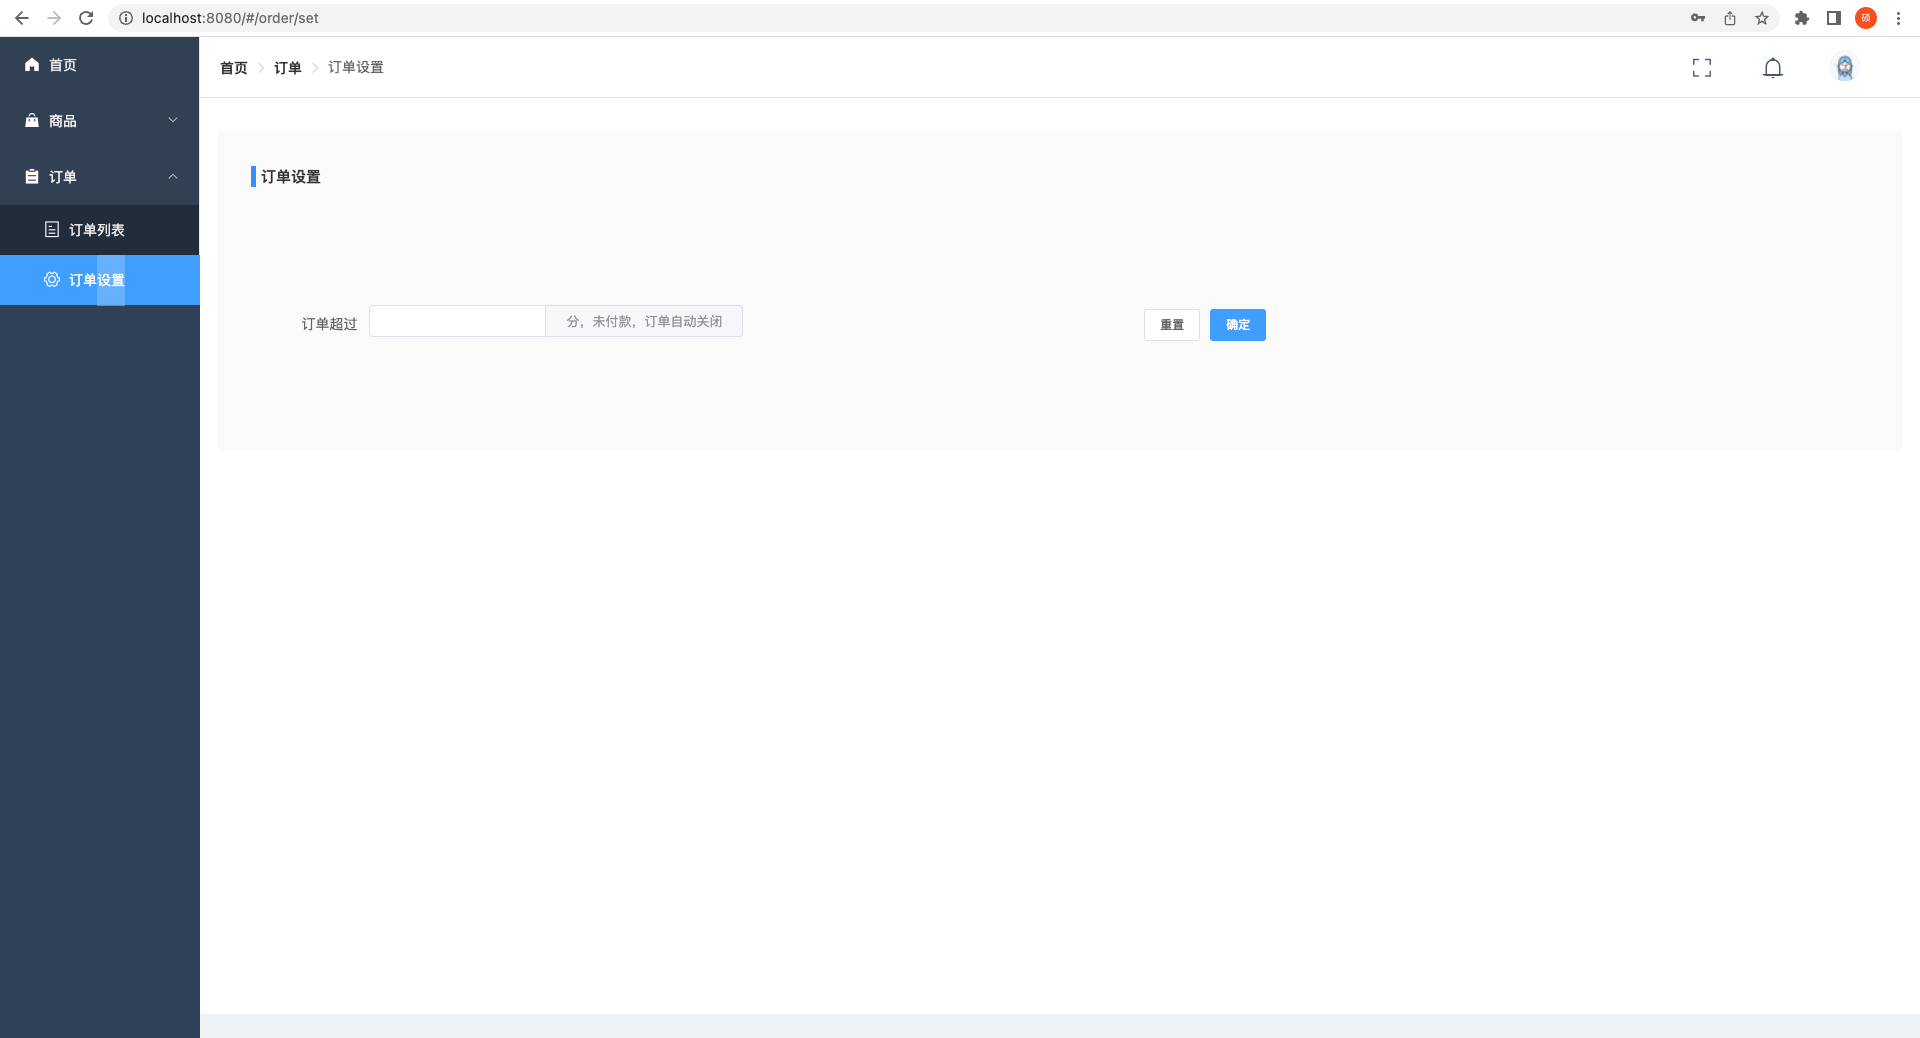 localhost:8080/#/order/set
硕
首页
商品
订单
订单列表
订单设置
首页 订单 订单设置
订单设置
订单超过 分，未付款，订单自动关闭 重置 确定